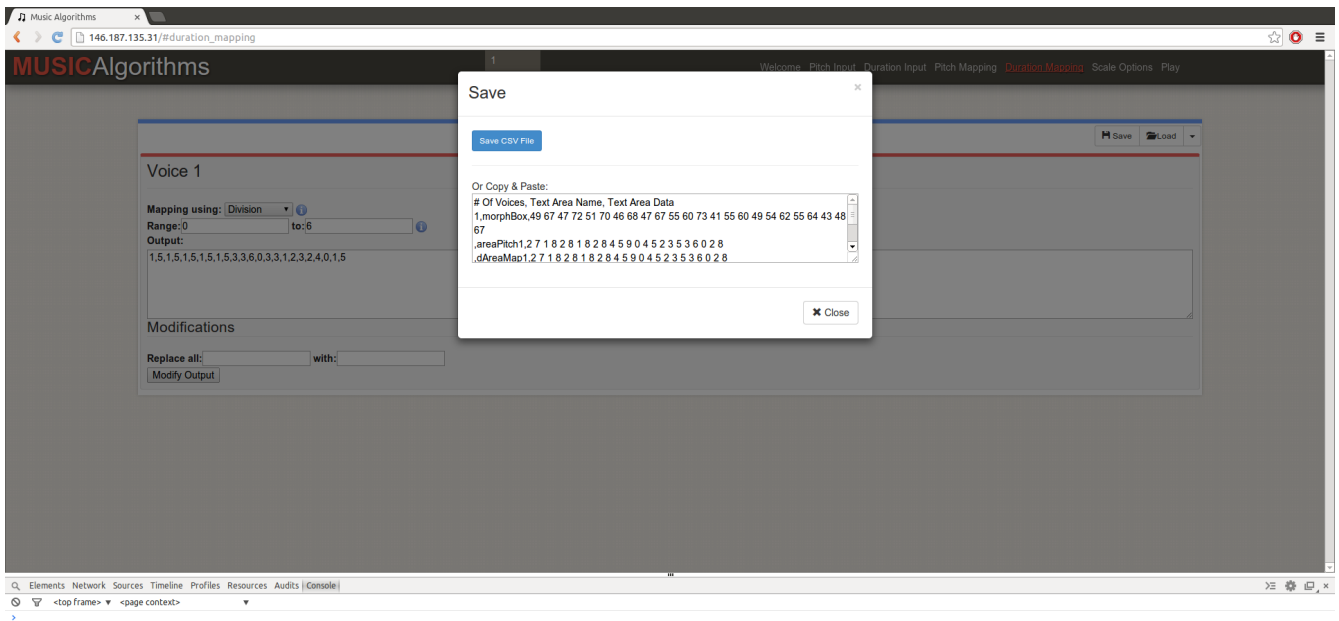 Music Algorithms
146.187.135.31/#duration_mapping
MUSICAlgorithms
1
Welcome Pitch Input Duration Input Pitch Mapping Duration Mapping Scale Options Play
Save Load
Voice 1
Mapping using: Division
Range: 0 to: 6
Output:
1,5,1,5,1,5,1,5,1,5,3,3,6,0,3,3,1,2,3,2,4,0,1,5
Modifications
Replace all: with:
Modify Output
Save
×
Save CSV File
Or Copy & Paste:
# Of Voices, Text Area Name, Text Area Data
1,morphBox,49 67 47 72 51 70 46 68 47 67 55 60 73 41 55 60 49 54 62 55 64 43 48
67
,areaPitch1,2 7 1 8 2 8 1 8 2 8 4 5 9 0 4 5 2 3 5 3 6 0 2 8
,dAreaMap1,2 7 1 8 2 8 1 8 2 8 4 5 9 0 4 5 2 3 5 3 6 0 2 8
Close
Elements Network Sources Timeline Profiles Resources Audits Console
<top frame> ▼ <page context> ▼
>